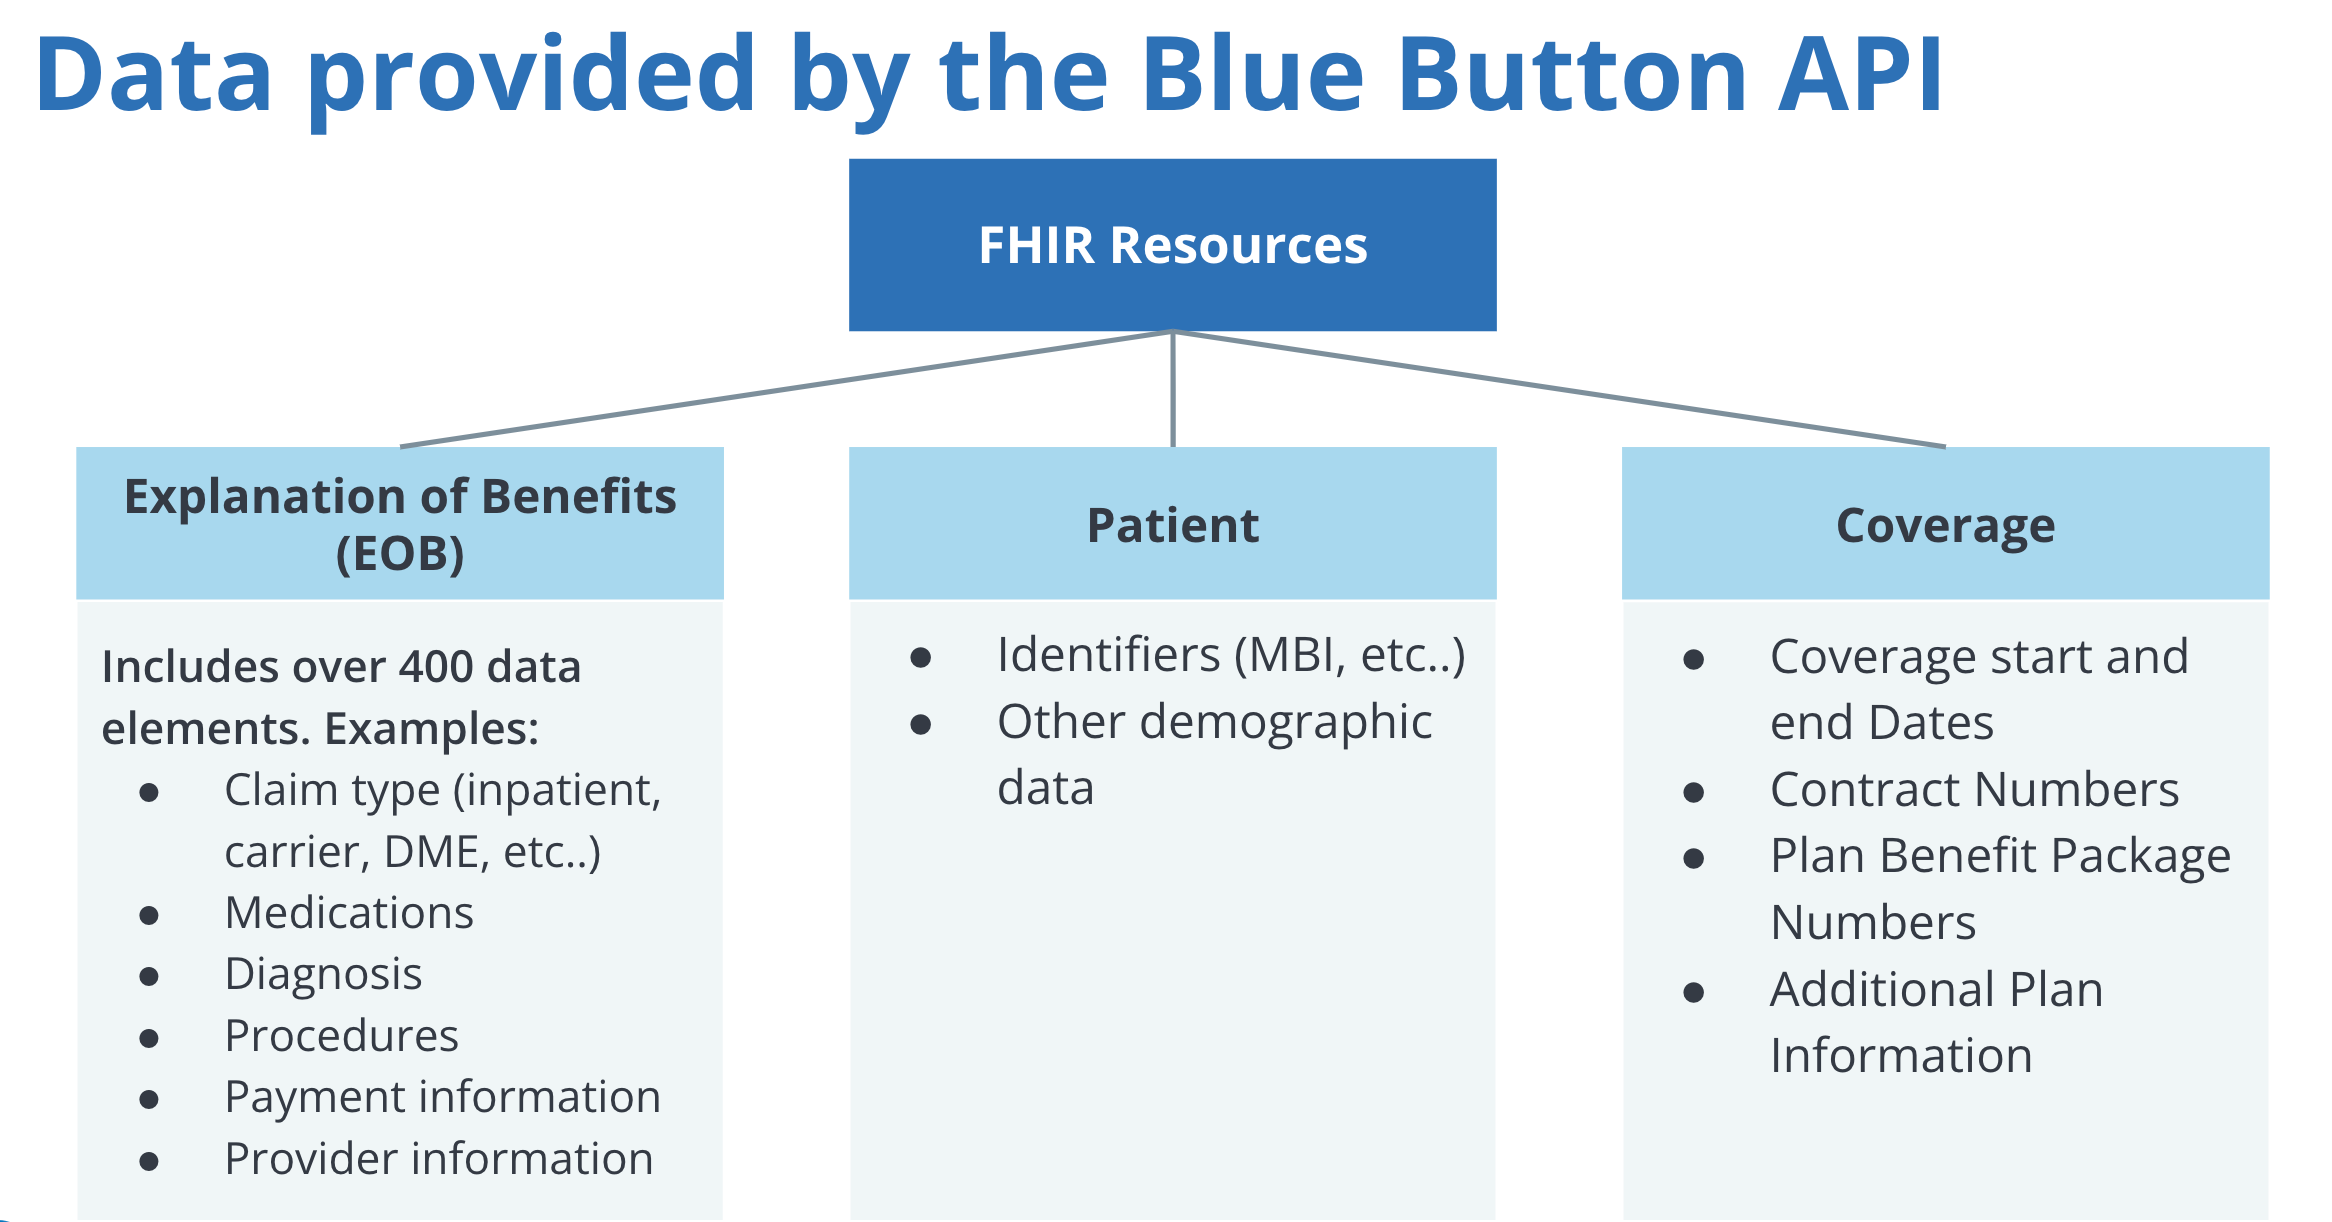 Data provided by the Blue Button API
FHIR Resources
Explanation of Benefits
(EOB)
Includes over 400 data
elements. Examples:
● Claim type (inpatient,
carrier, DME, etc..)
● Medications
● Diagnosis
● Procedures
● Payment information
● Provider information
Patient
● Identifiers (MBI, etc..)
● Other demographic
data
Coverage
● Coverage start and
end Dates
● Contract Numbers
● Plan Benefit Package
Numbers
● Additional Plan
Information